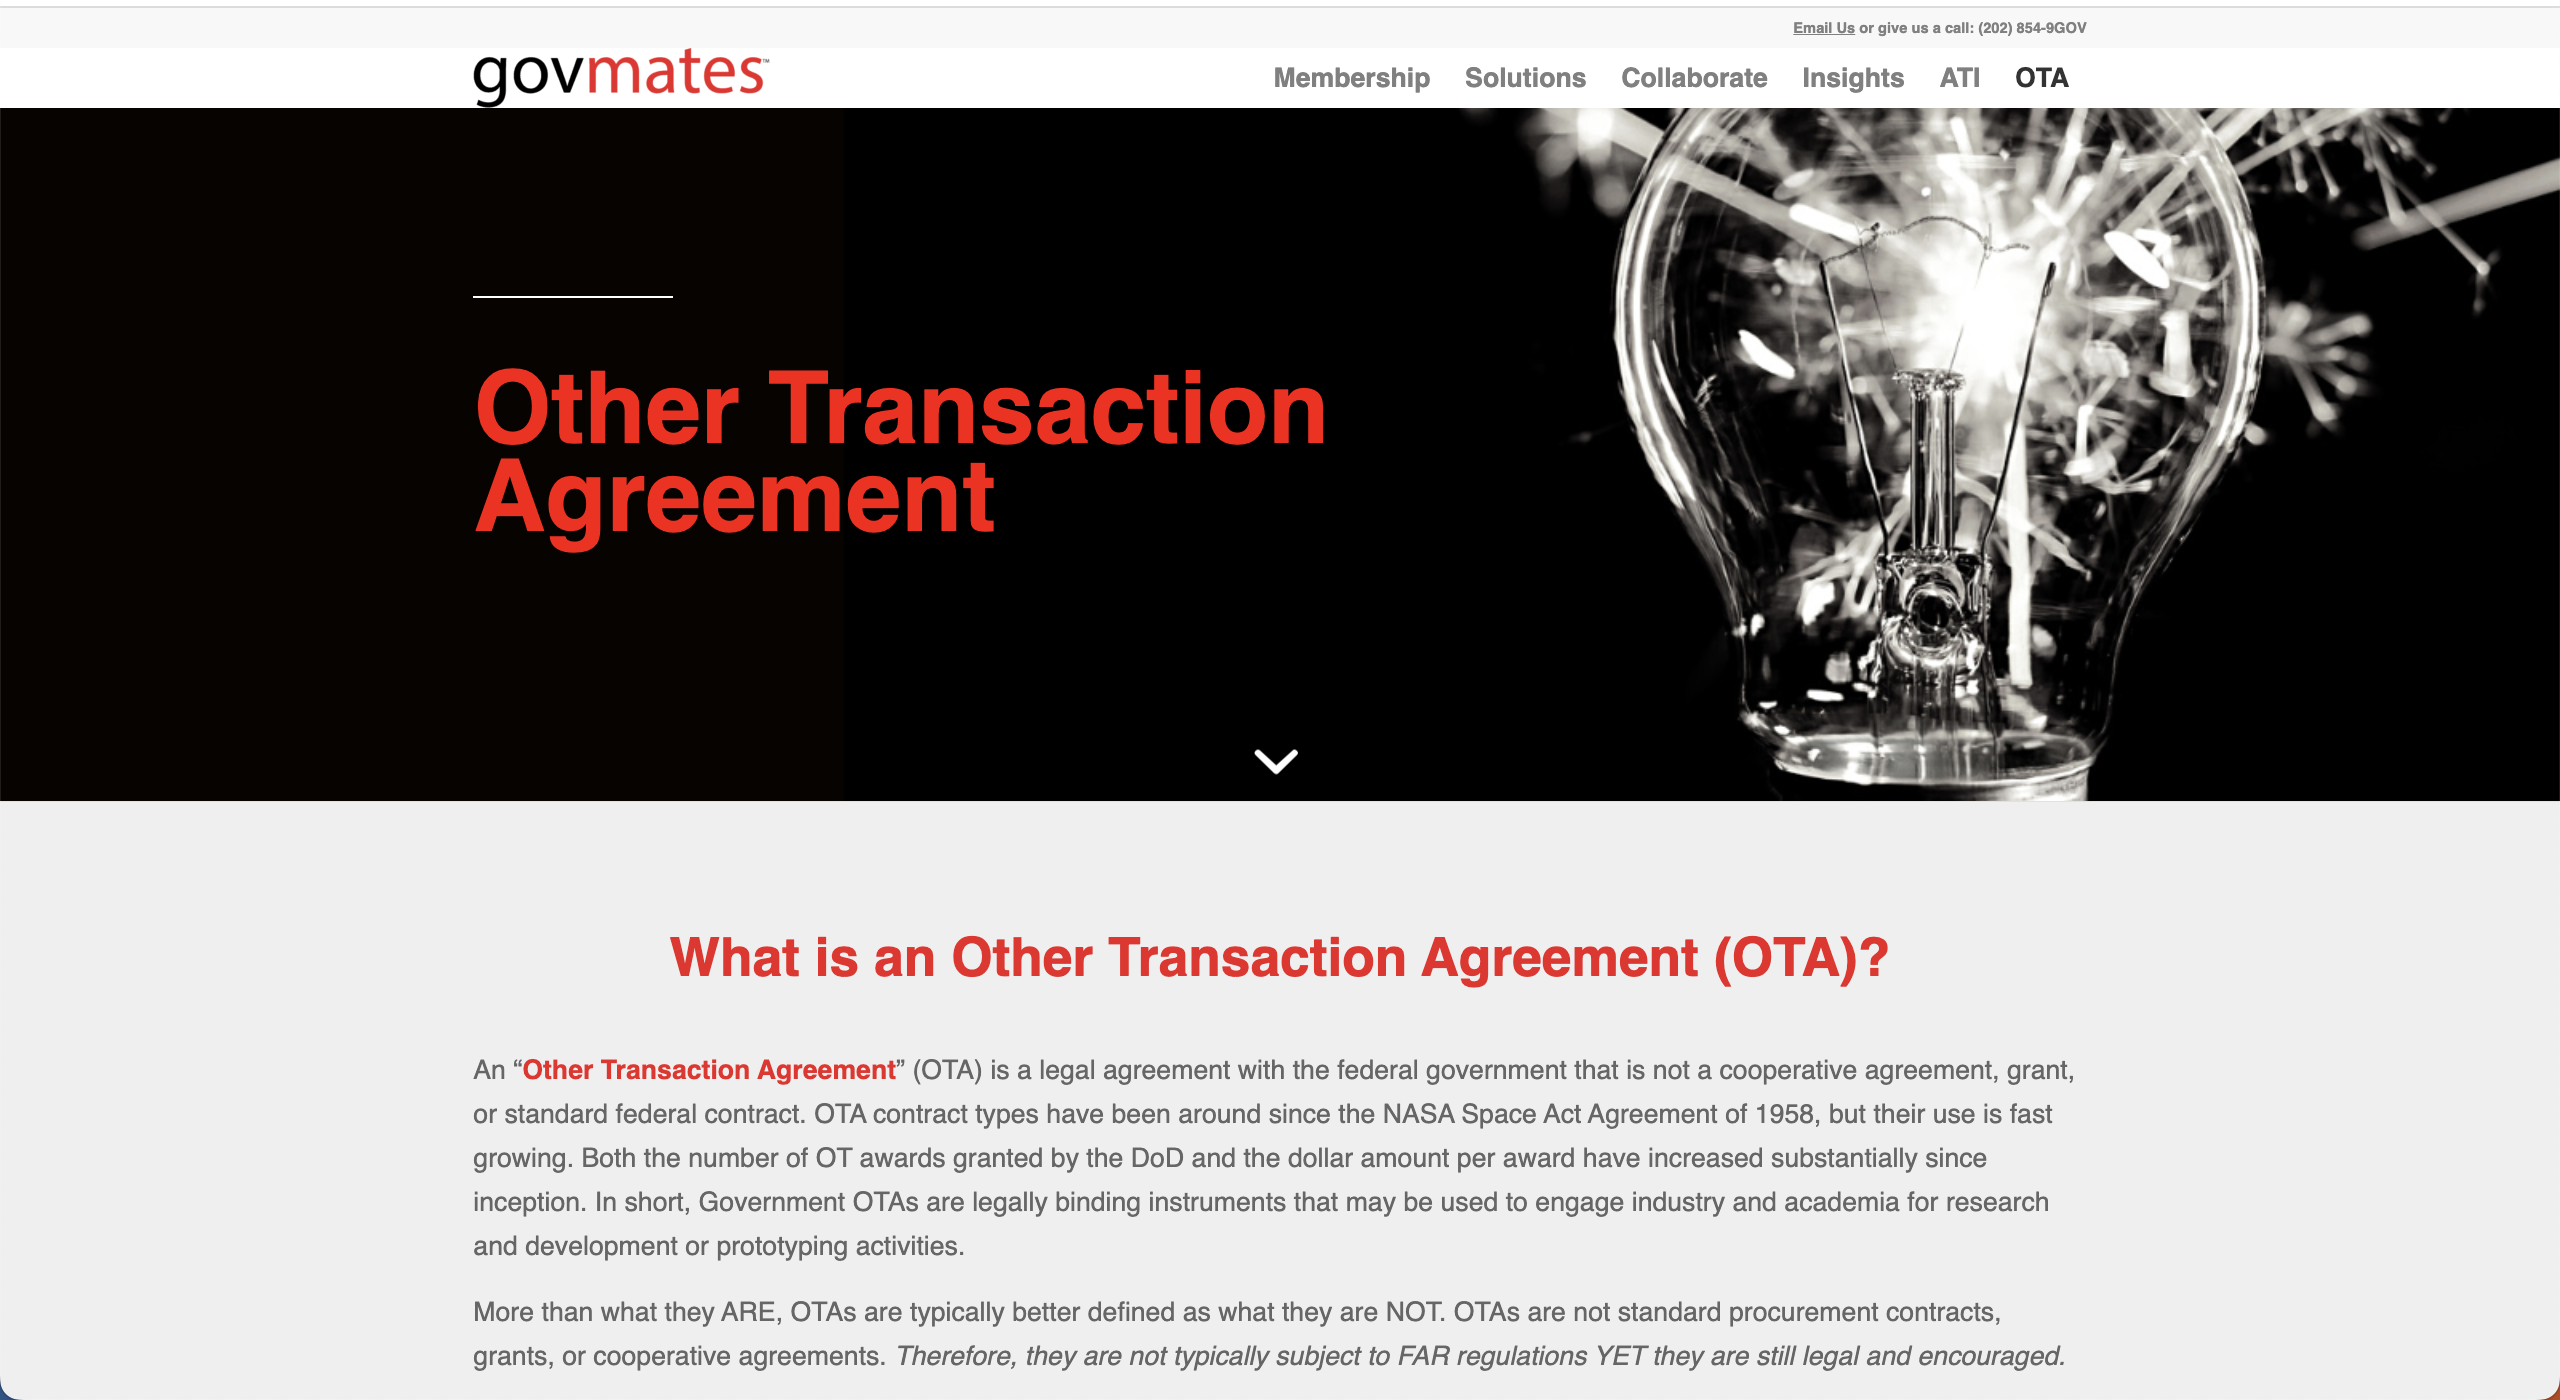 Email Us or give us a call: (202) 854-9GOV
govmates™
Membership Solutions Collaborate Insights ATI OTA
Other Transaction
Agreement
What is an Other Transaction Agreement (OTA)?
An “Other Transaction Agreement” (OTA) is a legal agreement with the federal government that is not a cooperative agreement, grant,
or standard federal contract. OTA contract types have been around since the NASA Space Act Agreement of 1958, but their use is fast
growing. Both the number of OT awards granted by the DoD and the dollar amount per award have increased substantially since
inception. In short, Government OTAs are legally binding instruments that may be used to engage industry and academia for research
and development or prototyping activities.
More than what they ARE, OTAs are typically better defined as what they are NOT. OTAs are not standard procurement contracts,
grants, or cooperative agreements. Therefore, they are not typically subject to FAR regulations YET they are still legal and encouraged.